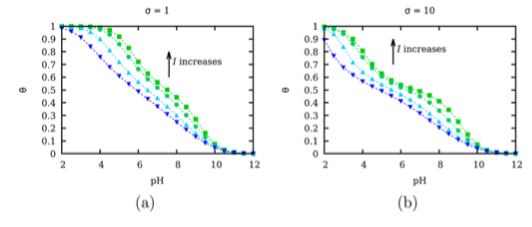 σ = 1
1
0.9
0.8
0.7
0.6
0.5
0.4
0.3
0.2
0.1
0
θ
I increases
2 4 6 8 10 12
pH
(a)
σ = 10
1
0.9
0.8
0.7
0.6
0.5
0.4
0.3
0.2
0.1
0
θ
I increases
2 4 6 8 10 12
pH
(b)